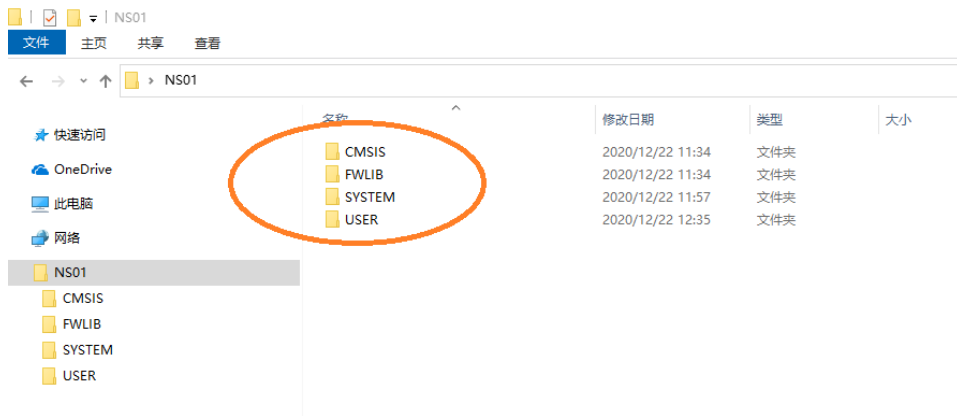 NS01
文件 主页 共享 查看
NS01
名称 修改日期 类型 大小
快速访问
OneDrive
此电脑
网络
NS01
CMSIS
FWLIB
SYSTEM
USER
CMSIS 2020/12/22 11:34 文件夹
FWLIB 2020/12/22 11:34 文件夹
SYSTEM 2020/12/22 11:57 文件夹
USER 2020/12/22 12:35 文件夹